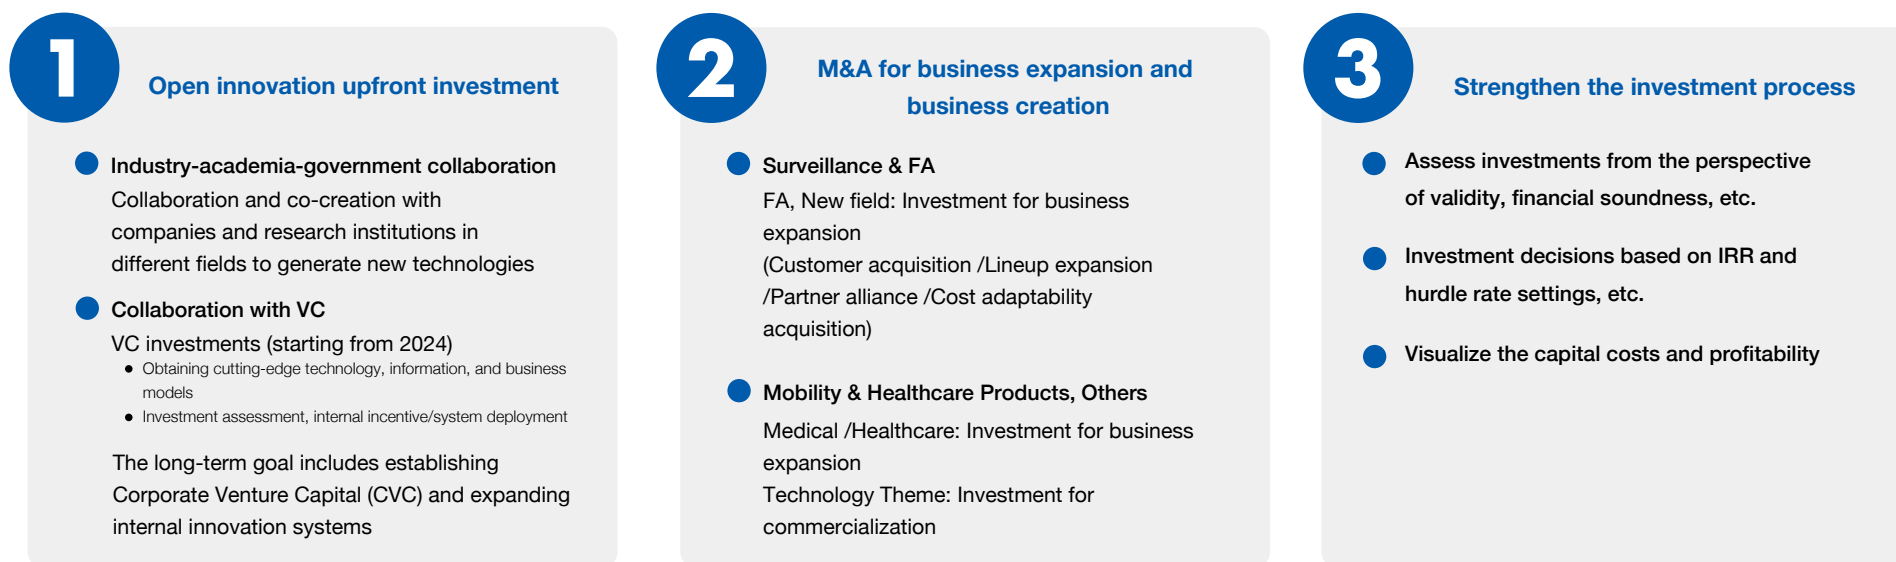 1
Open innovation upfront investment
Industry-academia-government collaboration
Collaboration and co-creation with
companies and research institutions in
different fields to generate new technologies
Collaboration with VC
VC investments (starting from 2024)
Obtaining cutting-edge technology, information, and business
models
Investment assessment, internal incentive/system deployment
The long-term goal includes establishing
Corporate Venture Capital (CVC) and expanding
internal innovation systems
2
M&A for business expansion and
business creation
Surveillance & FA
FA, New field: Investment for business
expansion
(Customer acquisition /Lineup expansion
/Partner alliance /Cost adaptability
acquisition)
Mobility & Healthcare Products, Others
Medical /Healthcare: Investment for business
expansion
Technology Theme: Investment for
commercialization
3
Strengthen the investment process
Assess investments from the perspective
of validity, financial soundness, etc.
Investment decisions based on IRR and
hurdle rate settings, etc.
Visualize the capital costs and profitability